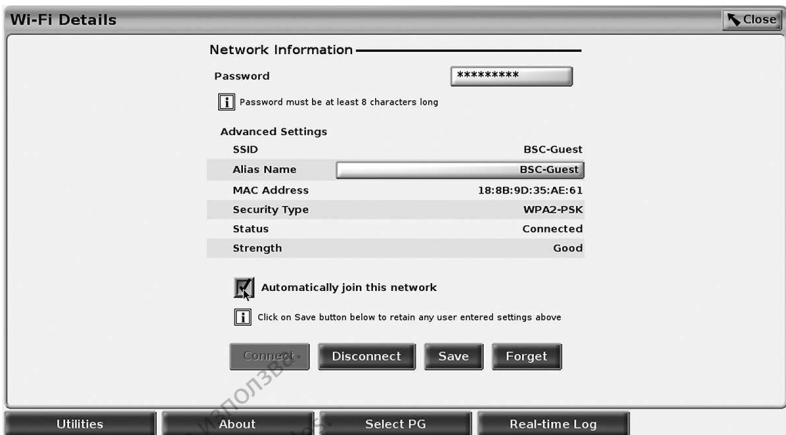 Wi-Fi Details
Close
Network Information
Password
*********
i Password must be at least 8 characters long
Advanced Settings
SSID BSC-Guest
Alias Name BSC-Guest
MAC Address 18:8B:9D:35:AE:61
Security Type WPA2-PSK
Status Connected
Strength Good
Automatically join this network
i Click on Save button below to retain any user entered settings above
Connect Disconnect Save Forget
Utilities About Select PG Real-time Log